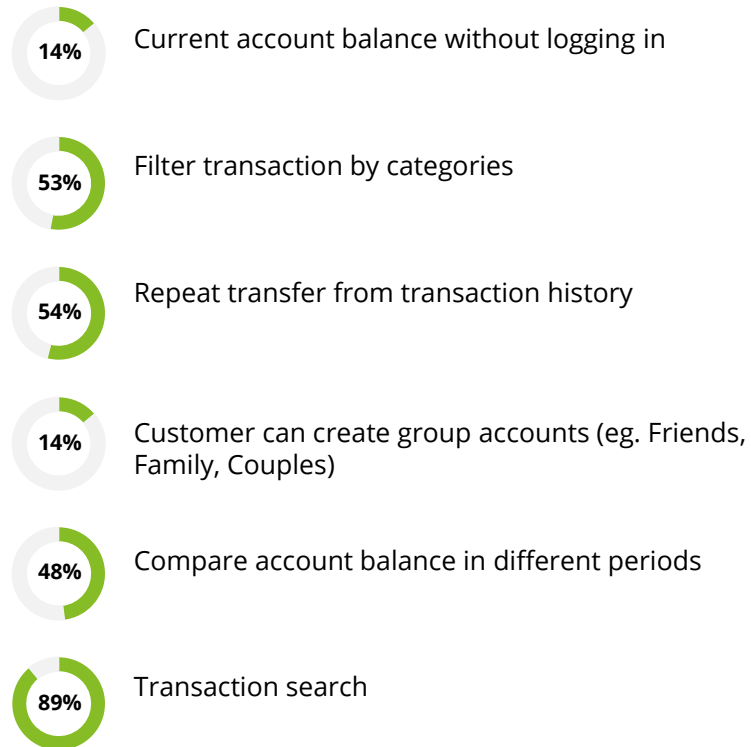 14%
Current account balance without logging in
53%
Filter transaction by categories
54%
Repeat transfer from transaction history
14%
Customer can create group accounts (eg. Friends,
Family, Couples)
48%
Compare account balance in different periods
89%
Transaction search